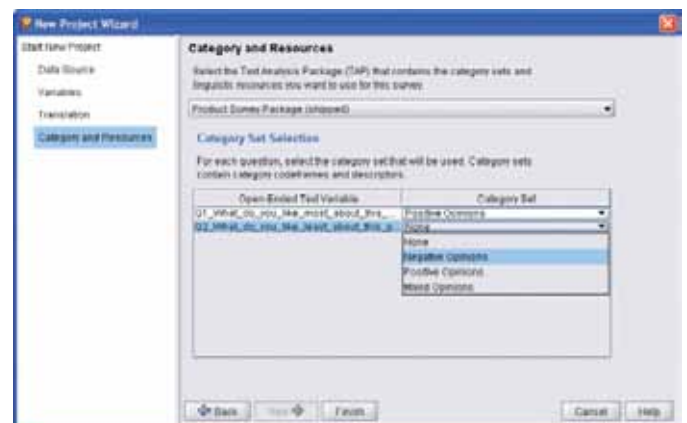 New Project Wizard
Start New Project
Data Source
Variables
Translation
Category and Resources
Category and Resources
Select the Text Analysis Package (TAP) that contains the category sets and
linguistic resources you want to use for this survey
Product Survey Package (shipped)
Category Set Selection
For each question, select the category set that will be used. Category sets
contain category codeframes and descriptors.
Open-Ended Text Variable
Category Set
Q1_What_do_you_like_most_about_this_
Positive Opinions
Q2_What_do_you_like_least_about_this_p
None
None
Negative Opinions
Positive Opinions
Mixed Opinions
Back
Next
Finish
Cancel
Help